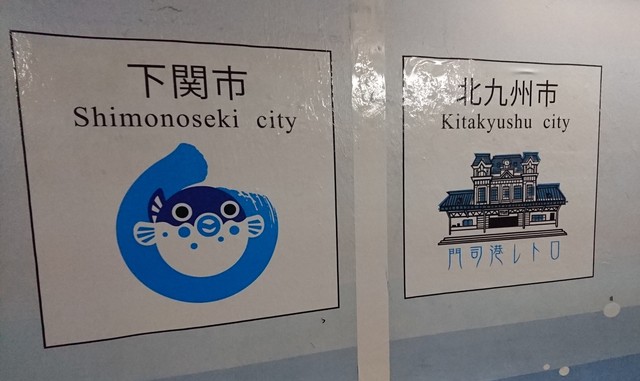 下関市
Shimonoseki city
北九州市
Kitakyushu city
門司港レトロ